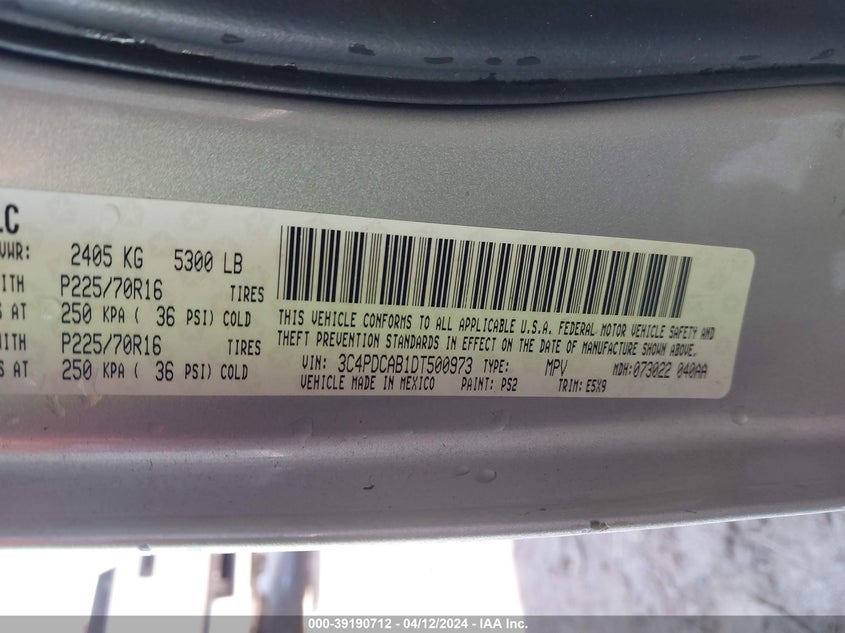 LC
VWR: 2405 KG 5300 LB
ITH P225/70R16 TIRES
S AT 250 KPA ( 36 PSI) COLD
ITH P225/70R16 TIRES
S AT 250 KPA ( 36 PSI) COLD
THIS VEHICLE CONFORMS TO ALL APPLICABLE U.S.A. FEDERAL MOTOR VEHICLE SAFETY AND
THEFT PREVENTION STANDARDS IN EFFECT ON THE DATE OF MANUFACTURE SHOWN ABOVE.
VIN: 3C4PDCAB1DT500973 TYPE: MPV MDH: 073022 040AA
VEHICLE MADE IN MEXICO PAINT: PS2 TRIM: E5X9
000-39190712 — 04/12/2024 — IAA Inc.